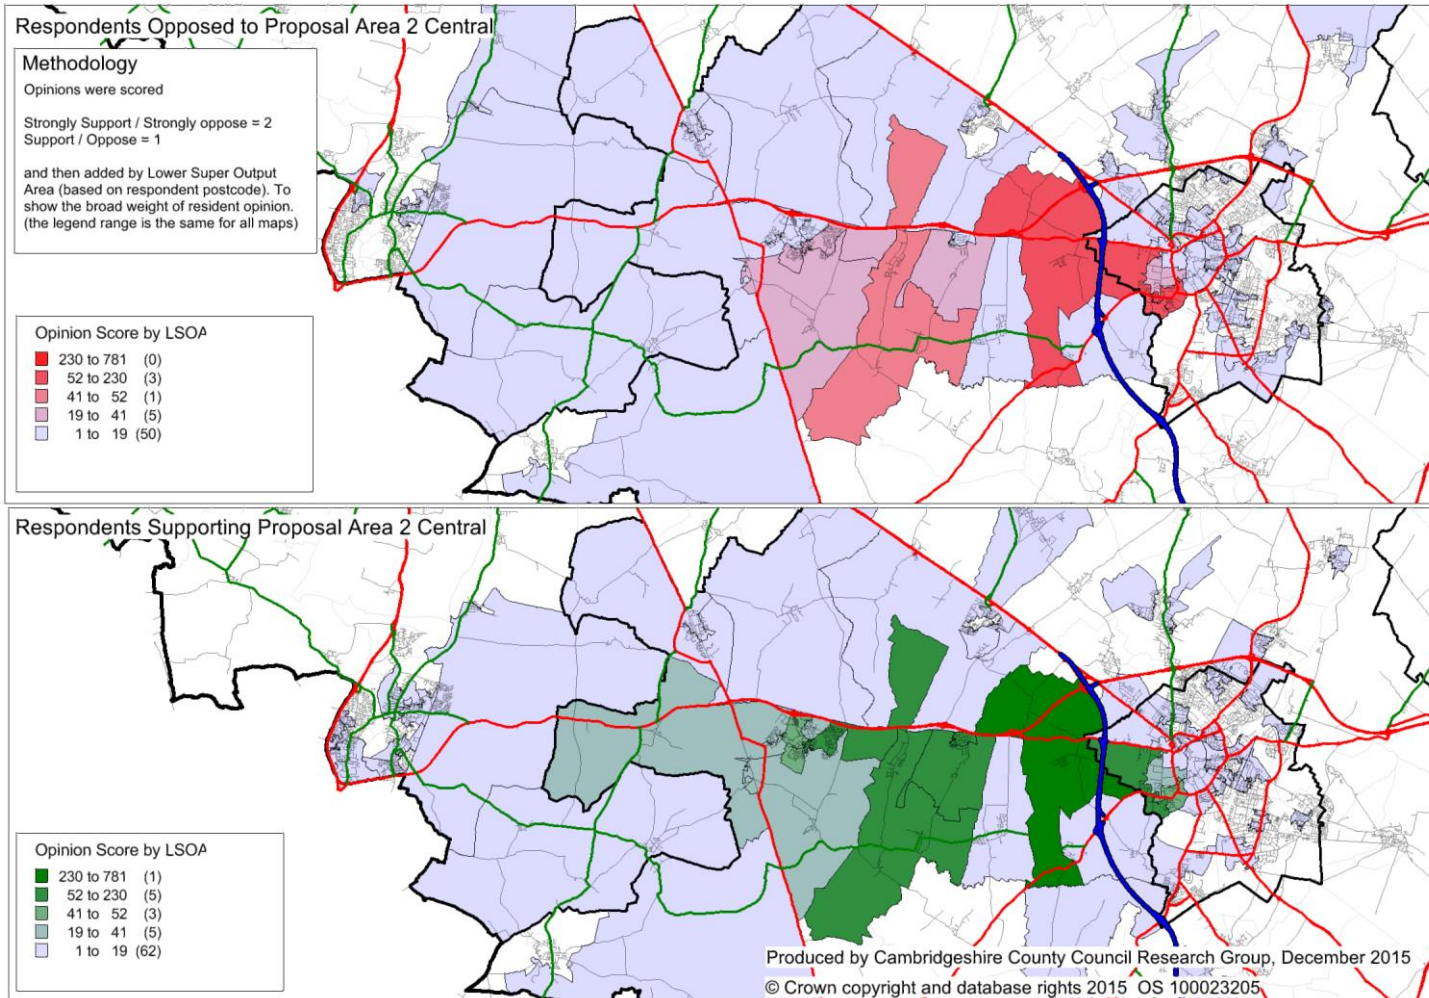 Respondents Opposed to Proposal Area 2 Central
Methodology
Opinions were scored
Strongly Support / Strongly oppose = 2
Support / Oppose = 1
and then added by Lower Super Output
Area (based on respondent postcode). To
show the broad weight of resident opinion.
(the legend range is the same for all maps)
Opinion Score by LSOA
230 to 781 (0)
52 to 230 (3)
41 to 52 (1)
19 to 41 (5)
1 to 19 (50)
Respondents Supporting Proposal Area 2 Central
Opinion Score by LSOA
230 to 781 (1)
52 to 230 (5)
41 to 52 (3)
19 to 41 (5)
1 to 19 (62)
Produced by Cambridgeshire County Council Research Group, December 2015
© Crown copyright and database rights 2015 OS 100023205